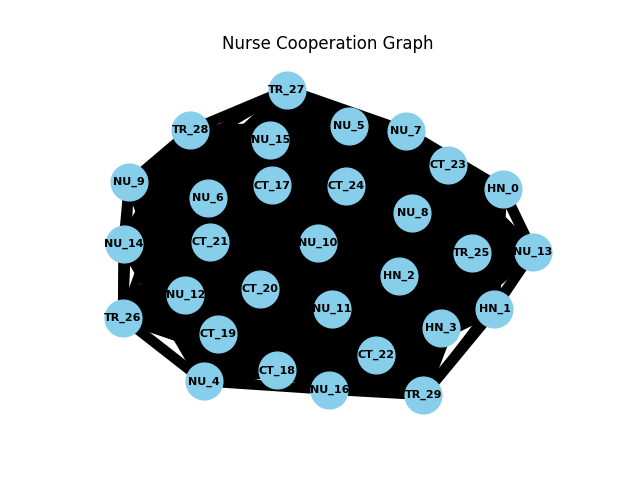 Nurse Cooperation Graph
TR_27
NU_5
TR_28
NU_7
NU_15
CT_23
NU_9
CT_17
CT_24
HN_0
NU_6
NU_8
NU_14
CT_21
NU_10
TR_25
NU_13
HN_2
CT_20
NU_12
NU_11
HN_1
TR_26
HN_3
CT_19
CT_22
CT_18
NU_4
NU_16
TR_29